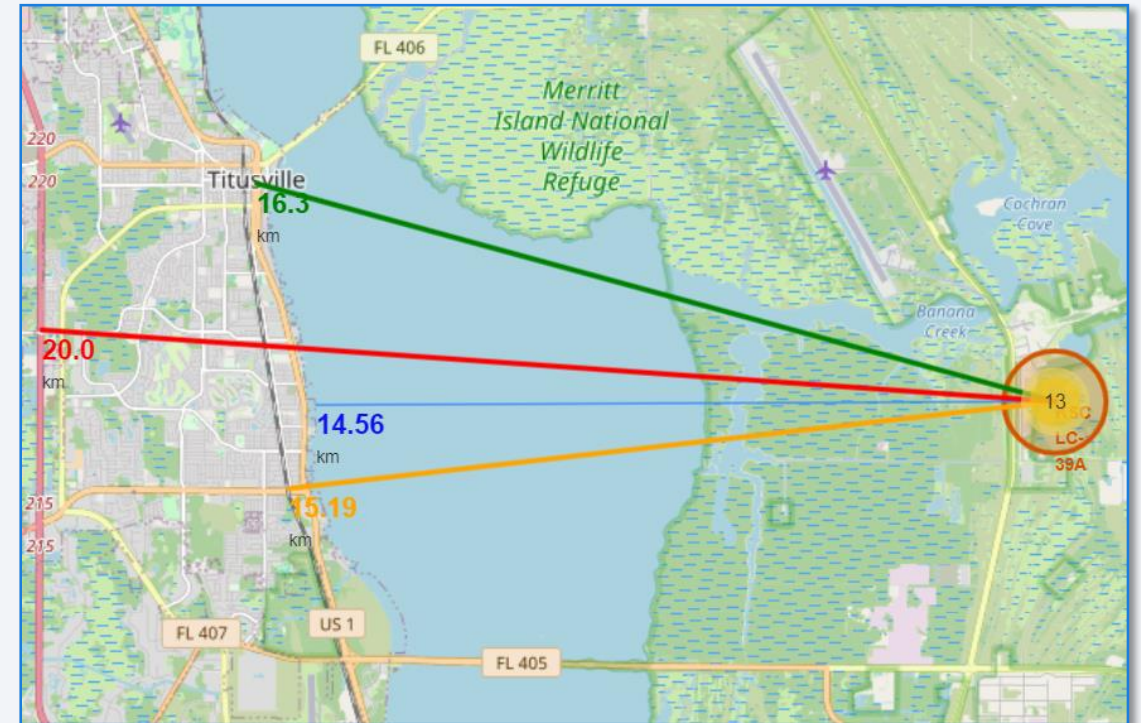 FL 406
Merritt
Island National
Wildlife
Refuge
220
220
Titusville
16.3
km
Cochran
Cove
Banana
Creek
20.0
km
13
KSC
LC-
39A
14.56
km
15.19
km
215
215
US 1
FL 407
FL 405